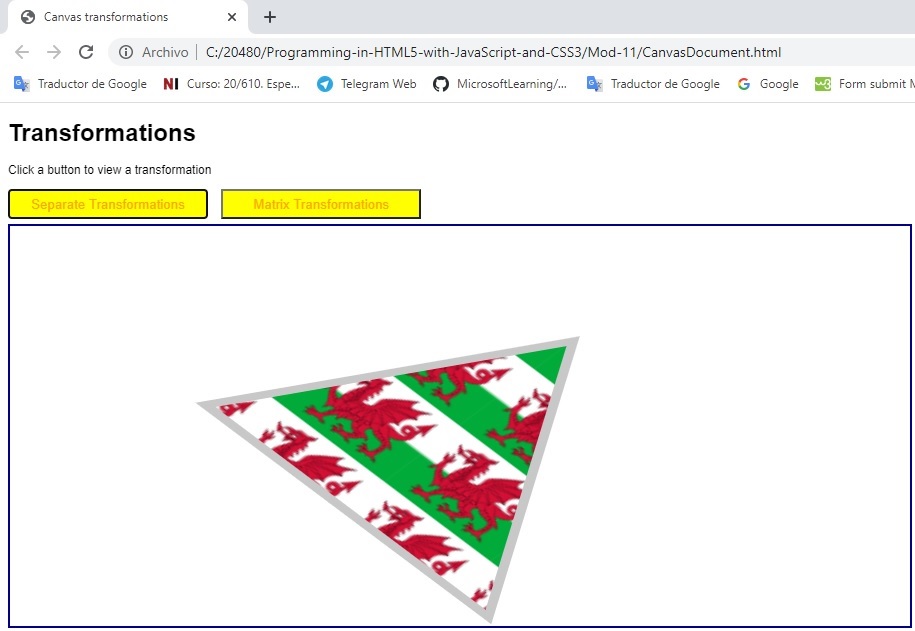 Canvas transformations
Archivo C:/20480/Programming-in-HTML5-with-JavaScript-and-CSS3/Mod-11/CanvasDocument.html
Traductor de Google NI Curso: 20/610. Espe... Telegram Web MicrosoftLearning/... Traductor de Google Google w3 Form submit M
Transformations
Click a button to view a transformation
Separate Transformations Matrix Transformations